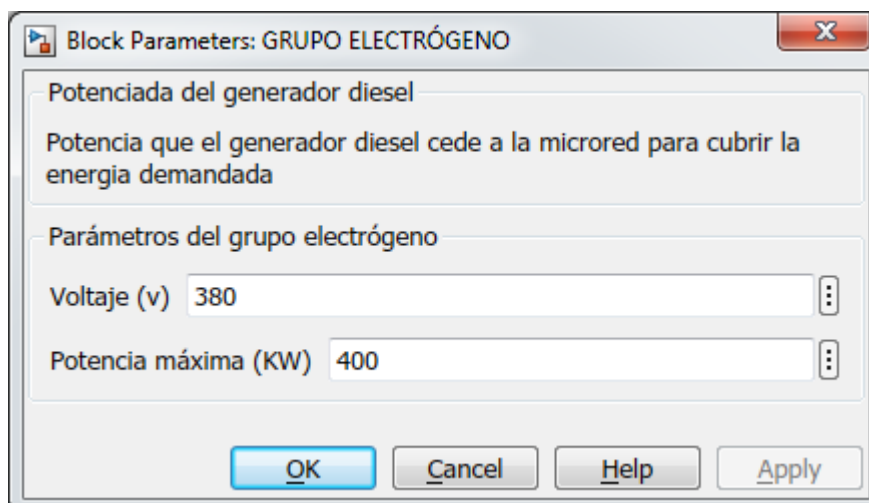 Block Parameters: GRUPO ELECTRÓGENO
Potenciada del generador diesel
Potencia que el generador diesel cede a la microred para cubrir la
energia demandada
Parámetros del grupo electrógeno
Voltaje (v) 380
Potencia máxima (KW) 400
OK Cancel Help Apply